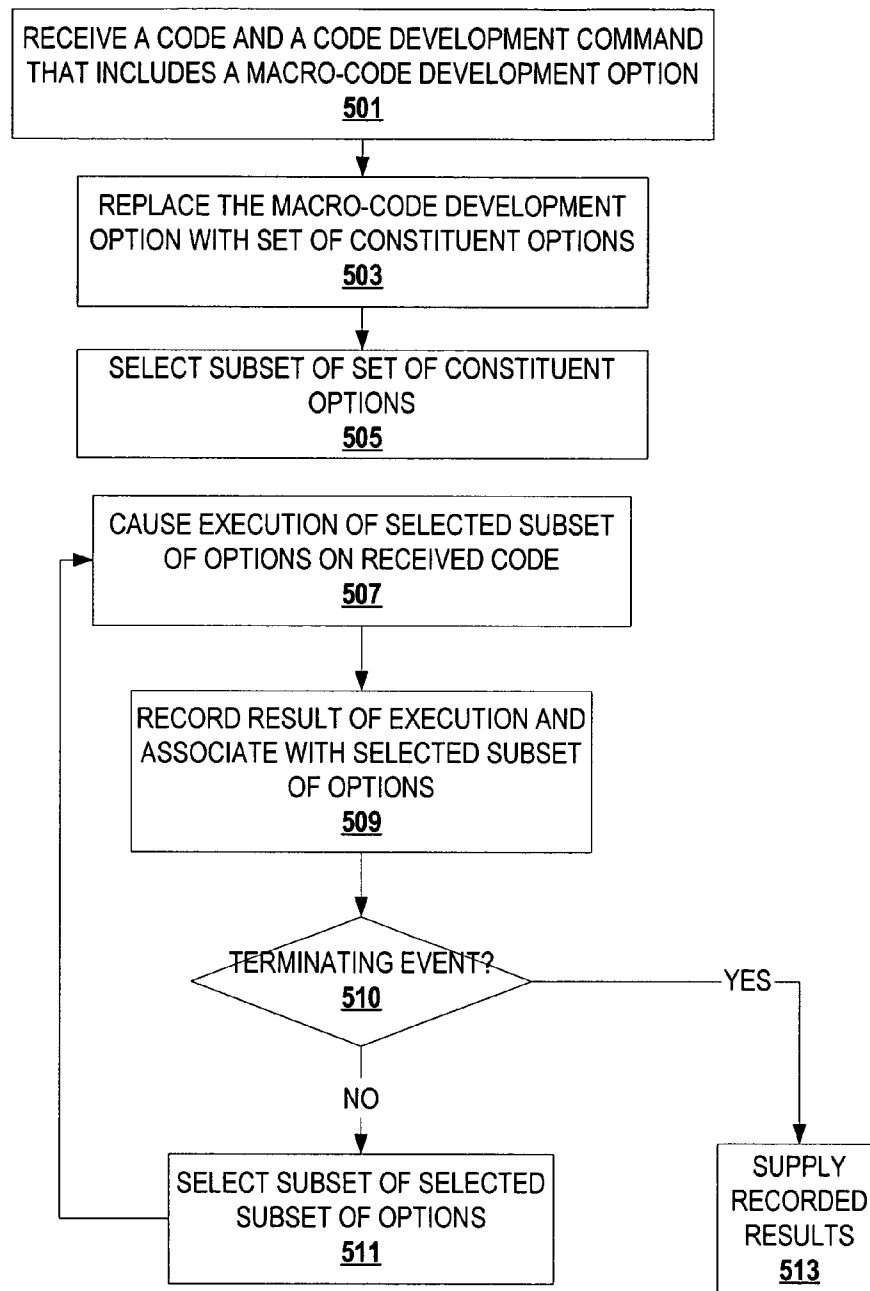 RECEIVE A CODE AND A CODE DEVELOPMENT COMMAND
THAT INCLUDES A MACRO-CODE DEVELOPMENT OPTION
501
REPLACE THE MACRO-CODE DEVELOPMENT
OPTION WITH SET OF CONSTITUENT OPTIONS
503
SELECT SUBSET OF SET OF CONSTITUENT
OPTIONS
505
CAUSE EXECUTION OF SELECTED SUBSET
OF OPTIONS ON RECEIVED CODE
507
RECORD RESULT OF EXECUTION AND
ASSOCIATE WITH SELECTED SUBSET
OF OPTIONS
509
TERMINATING EVENT?
510
YES
NO
SELECT SUBSET OF SELECTED
SUBSET OF OPTIONS
511
SUPPLY
RECORDED
RESULTS
513